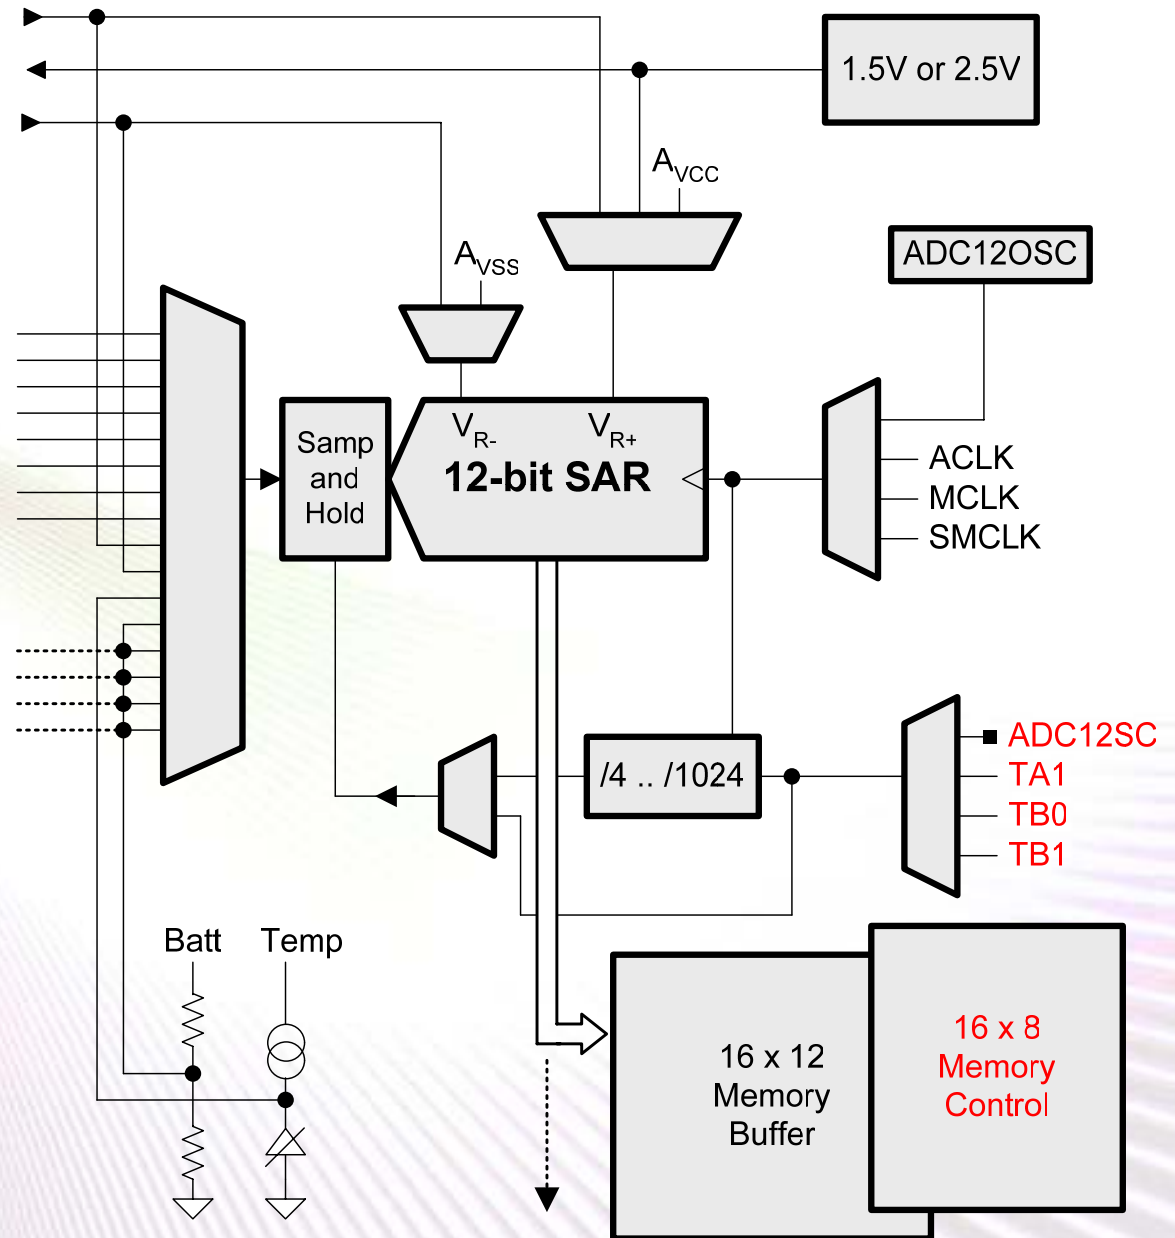 1.5V or 2.5V
AVCC
AVSS
ADC12OSC
Samp
and
Hold
VR-
VR+
12-bit SAR
ACLK
MCLK
SMCLK
/4 .. /1024
ADC12SC
TA1
TB0
TB1
Batt
Temp
16 x 12
Memory
Buffer
16 x 8
Memory
Control